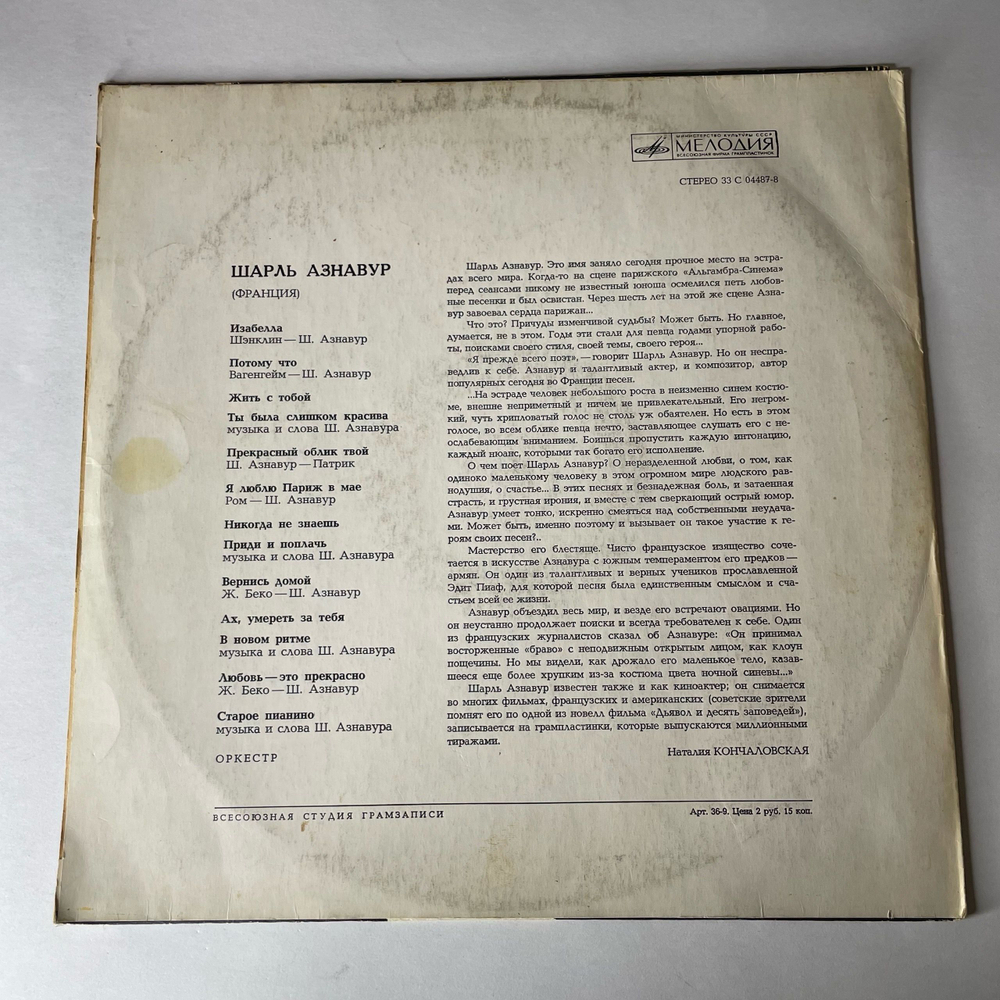 МИНИСТЕРСТВО КУЛЬТУРЫ СССР
МЕЛОДИЯ
ВСЕСОЮЗНАЯ ФИРМА ГРАМПЛАСТИНОК
СТЕРЕО 33 С 04487-8
ШАРЛЬ АЗНАВУР
(ФРАНЦИЯ)
Изабелла
Шэнклин — Ш. Азнавур
Потому что
Вагенгейм — Ш. Азнавур
Жить с тобой
Ты была слишком красива
музыка и слова Ш. Азнавура
Прекрасный облик твой
Ш. Азнавур — Патрик
Я люблю Париж в мае
Ром — Ш. Азнавур
Никогда не знаешь
Приди и поплачь
музыка и слова Ш. Азнавура
Вернись домой
Ж. Беко — Ш. Азнавур
Ах, умереть за тебя
В новом ритме
музыка и слова Ш. Азнавура
Любовь — это прекрасно
Ж. Беко — Ш. Азнавур
Старое пианино
музыка и слова Ш. Азнавура
ОРКЕСТР
Шарль Азнавур. Это имя заняло сегодня прочное место на эстра-
дах всего мира. Когда-то на сцене парижского «Альгамбра-Синема»
перед сеансами никому не известный юноша осмелился петь любов-
ные песенки и был освистан. Через шесть лет на этой же сцене Азна-
вур завоевал сердца парижан...
Что это? Причуды изменчивой судьбы? Может быть. Но главное,
думается, не в этом. Годы эти стали для певца годами упорной рабо-
ты, поисками своего стиля, своей темы, своего героя...
«Я прежде всего поэт», — говорит Шарль Азнавур. Но он неспра-
ведлив к себе. Азнавур и талантливый актер, и композитор, автор
популярных сегодня во Франции песен.
...На эстраде человек небольшого роста в неизменно синем костю-
ме, внешне неприметный и ничем не привлекательный. Его негром-
кий, чуть хрипловатый голос не столь уж обаятелен. Но есть в этом
голосе, во всем облике певца нечто, заставляющее слушать его с не-
ослабевающим вниманием. Боишься пропустить каждую интонацию,
каждый нюанс, которыми так богато его исполнение.
О чем поет Шарль Азнавур? О неразделенной любви, о том, как
одиноко маленькому человеку в этом огромном мире людского рав-
нодушия, о счастье... В этих песнях и безнадежная боль, и затаенная
страсть, и грустная ирония, и вместе с тем сверкающий острый юмор.
Азнавур умеет тонко, искренно смеяться над собственными неудача-
ми. Может быть, именно поэтому и вызывает он такое участие к ге-
роям своих песен?..
Мастерство его блестяще. Чисто французское изящество соче-
тается в искусстве Азнавура с южным темпераментом его предков —
армян. Он один из талантливых и верных учеников прославленной
Эдит Пиаф, для которой песня была единственным смыслом и сча-
стьем всей ее жизни.
Азнавур объездил весь мир, и везде его встречают овациями. Но
он неустанно продолжает поиски и всегда требователен к себе. Один
из французских журналистов сказал об Азнавуре: «Он принимал
восторженные «браво» с неподвижным открытым лицом, как клоун
пощечины. Но мы видели, как дрожало его маленькое тело, казав-
шееся еще более хрупким из-за костюма цвета ночной синевы...»
Шарль Азнавур известен также и как киноактер; он снимается
во многих фильмах, французских и американских (советские зрители
помнят его по одной из новелл фильма «Дьявол и десять заповедей»),
записывается на грампластинки, которые выпускаются миллионными
тиражами.
Наталия КОНЧАЛОВСКАЯ
ВСЕСОЮЗНАЯ СТУДИЯ ГРАМЗАПИСИ
Арт. 36-9. Цена 2 руб. 15 коп.